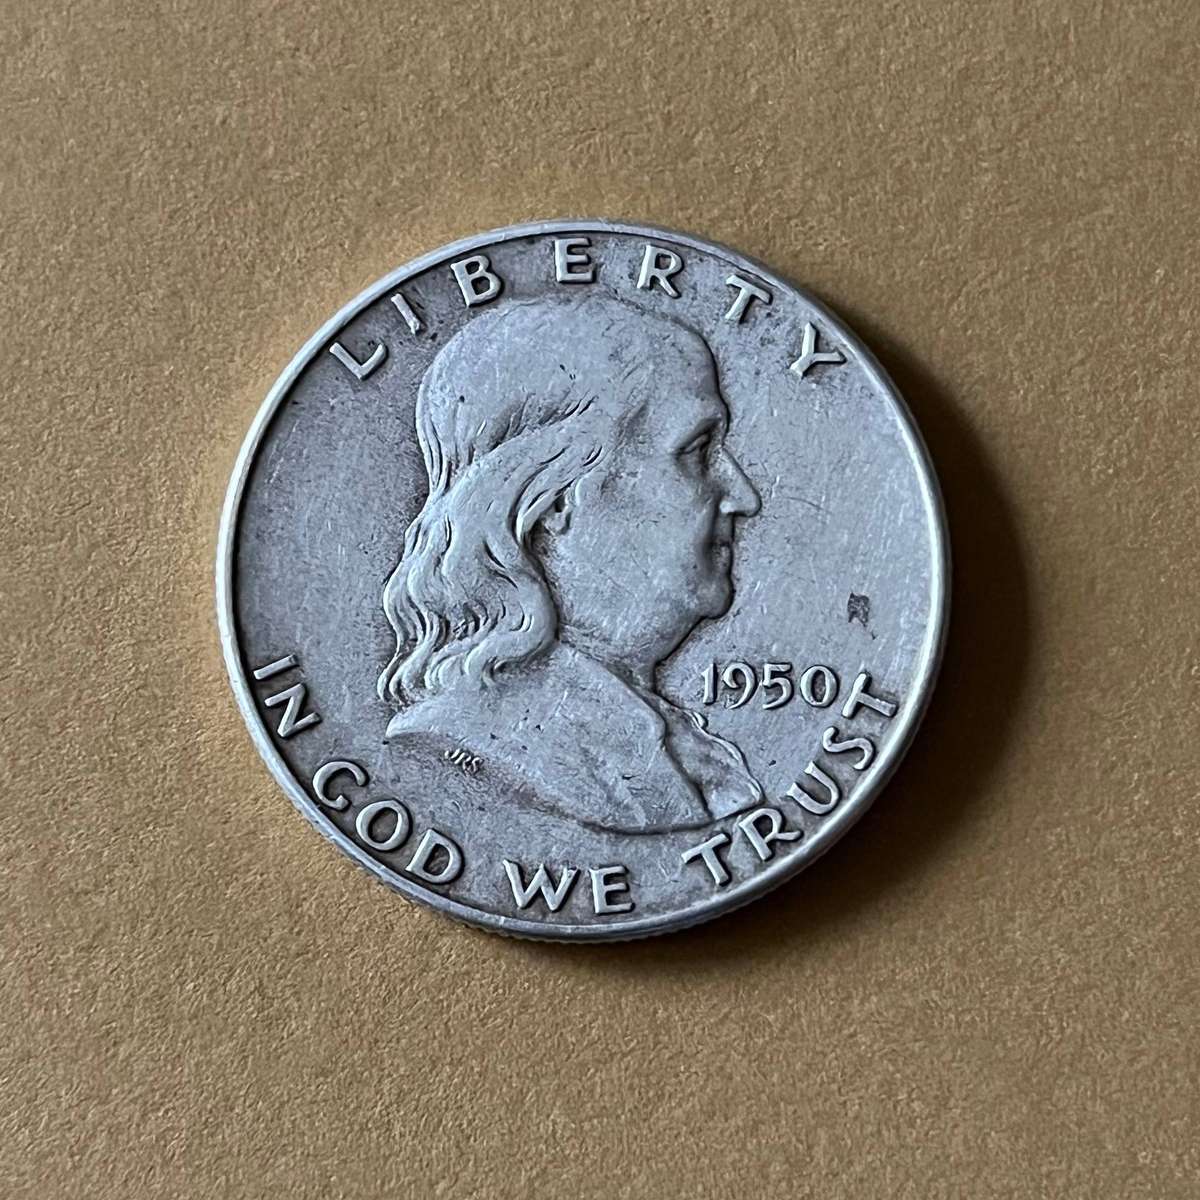 LIBERTY
1950
JRS
IN GOD WE TRUST